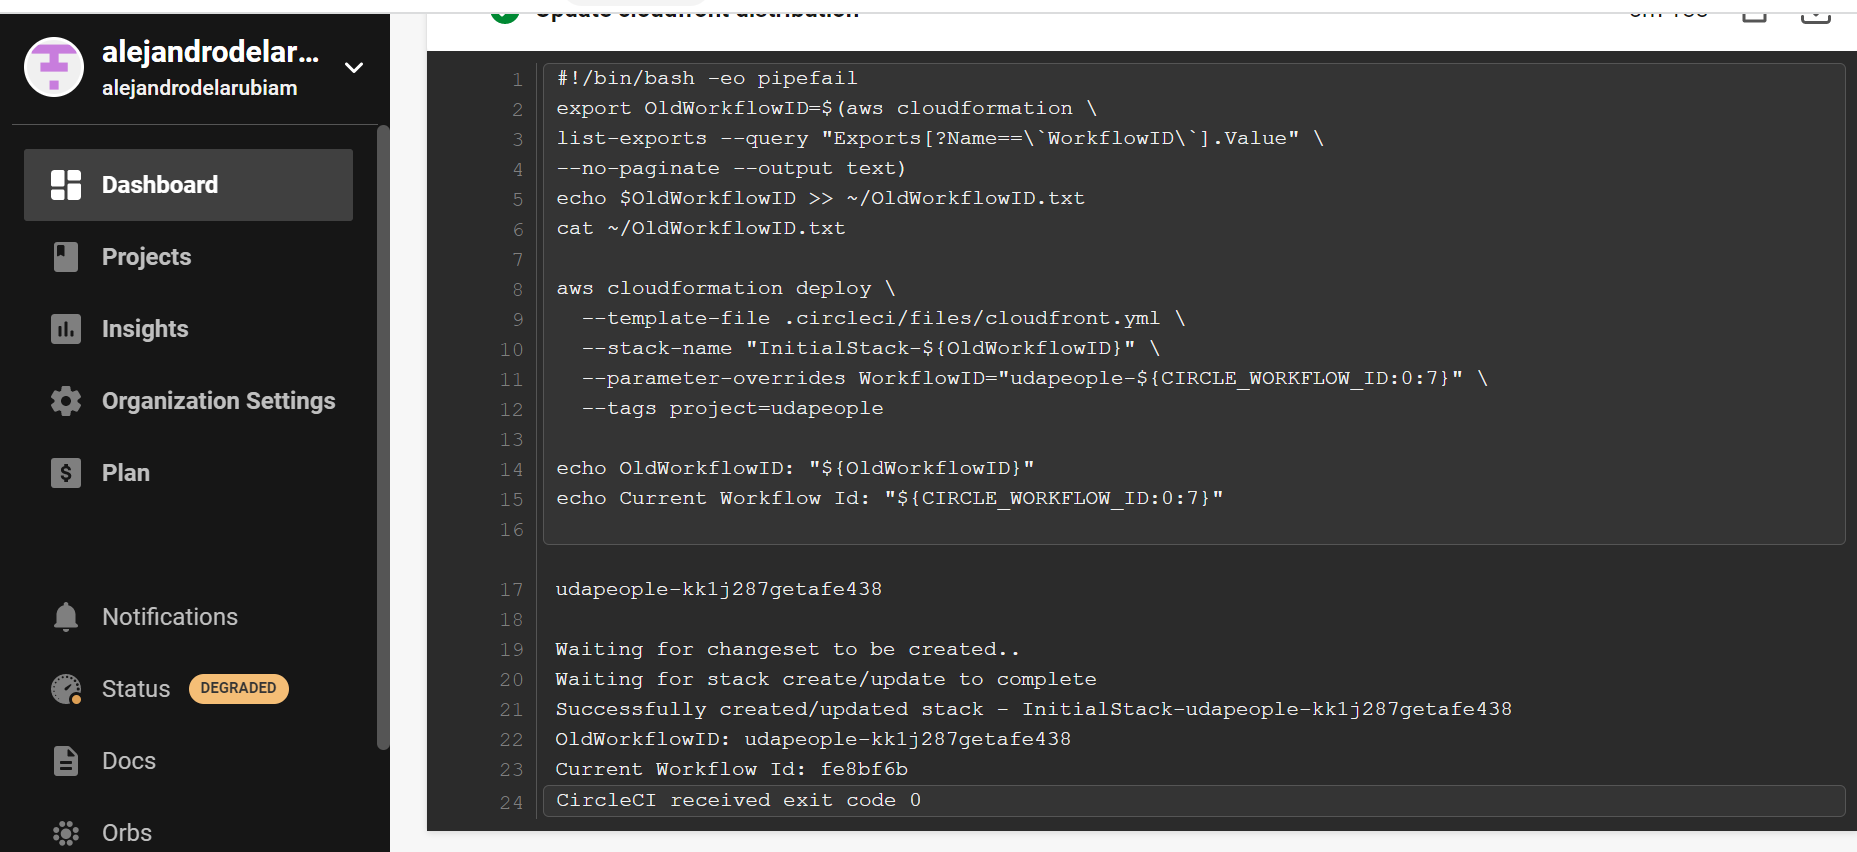 alejandrodelar...
alejandrodelarubiam
Dashboard
Projects
Insights
Organization Settings
Plan
Notifications
Status DEGRADED
Docs
Orbs
Update cloudfront distribution
1 #!/bin/bash -eo pipefail
2 export OldWorkflowID=$(aws cloudformation \
3 list-exports --query "Exports[?Name==\`WorkflowID\`].Value" \
4 --no-paginate --output text)
5 echo $OldWorkflowID >> ~/OldWorkflowID.txt
6 cat ~/OldWorkflowID.txt
7
8 aws cloudformation deploy \
9 --template-file .circleci/files/cloudfront.yml \
10 --stack-name "InitialStack-${OldWorkflowID}" \
11 --parameter-overrides WorkflowID="udapeople-${CIRCLE_WORKFLOW_ID:0:7}" \
12 --tags project=udapeople
13
14 echo OldWorkflowID: "${OldWorkflowID}"
15 echo Current Workflow Id: "${CIRCLE_WORKFLOW_ID:0:7}"
16
17 udapeople-kk1j287getafe438
18
19 Waiting for changeset to be created..
20 Waiting for stack create/update to complete
21 Successfully created/updated stack - InitialStack-udapeople-kk1j287getafe438
22 OldWorkflowID: udapeople-kk1j287getafe438
23 Current Workflow Id: fe8bf6b
24 CircleCI received exit code 0